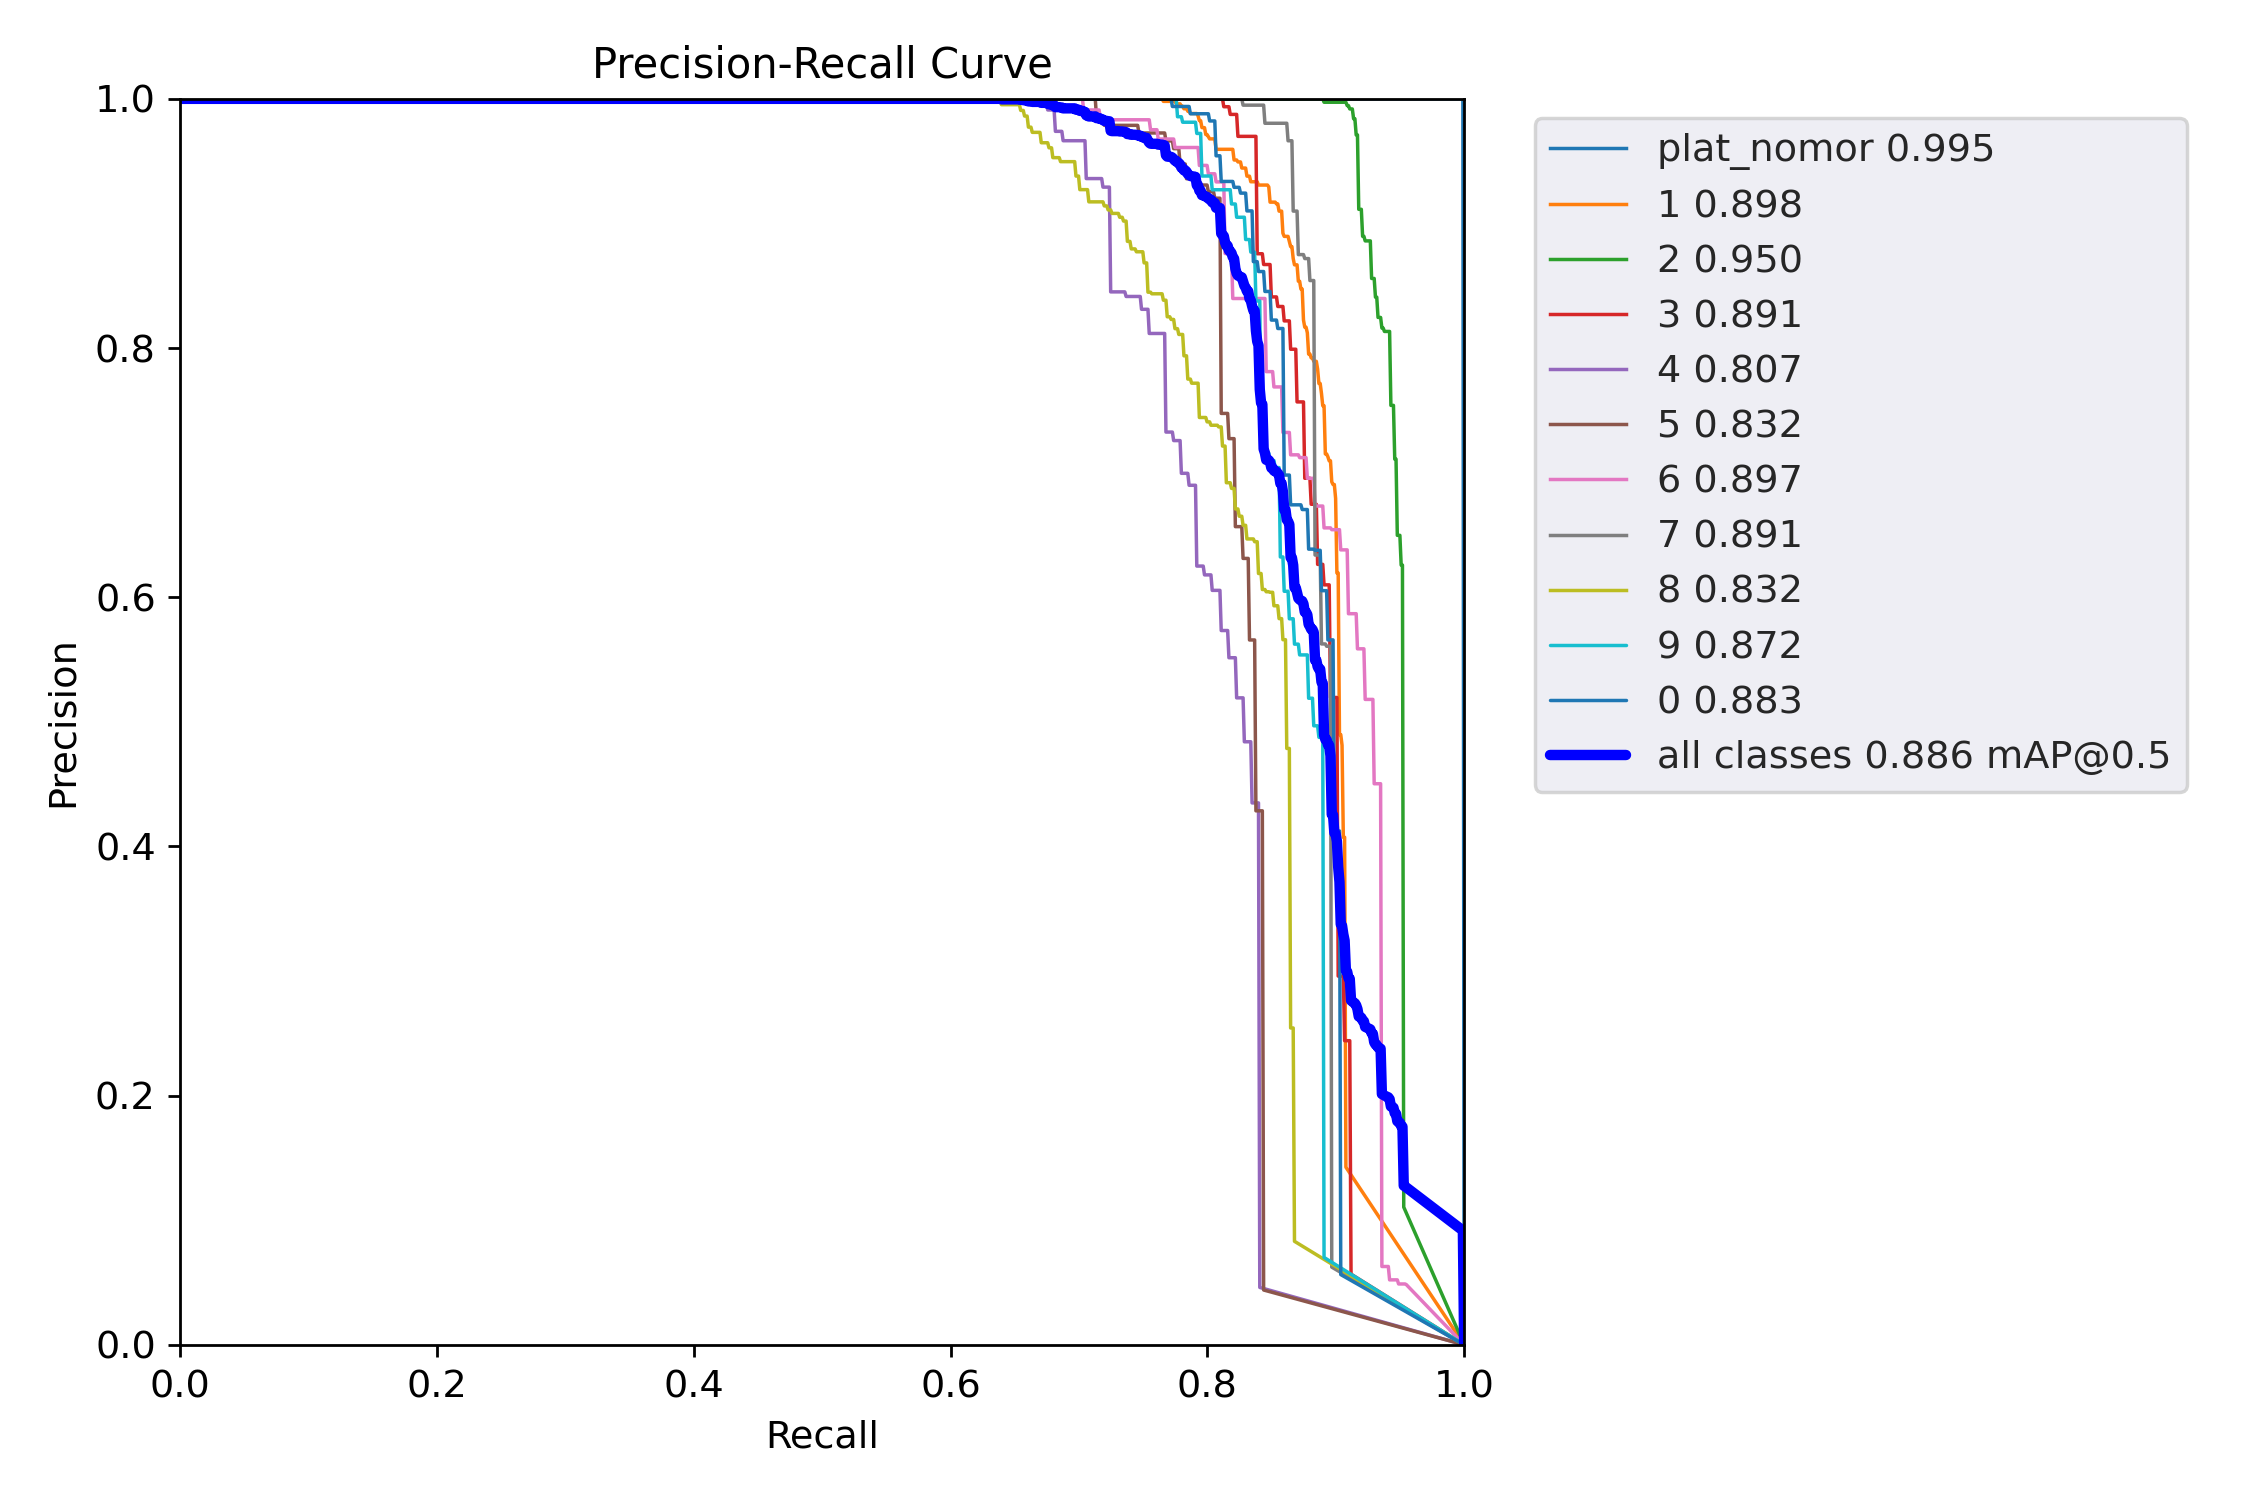 Precision-Recall Curve
1.0
0.8
0.6
0.4
0.2
0.0
Precision
0.0 0.2 0.4 0.6 0.8 1.0
Recall
plat_nomor 0.995
1 0.898
2 0.950
3 0.891
4 0.807
5 0.832
6 0.897
7 0.891
8 0.832
9 0.872
0 0.883
all classes 0.886 mAP@0.5